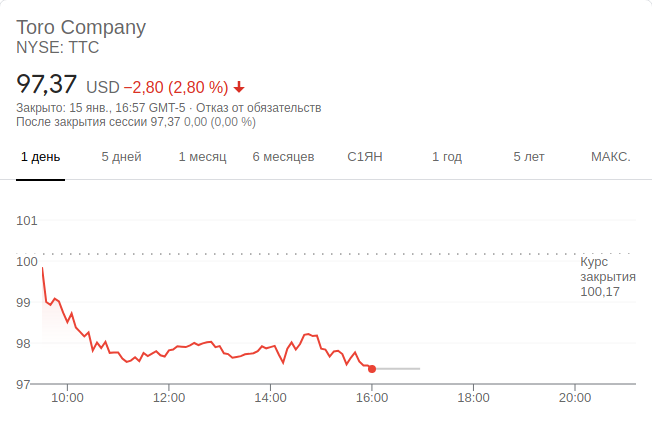 Toro Company
NYSE: TTC
97,37 USD −2,80 (2,80 %)
Закрыто: 15 янв., 16:57 GMT-5 · Отказ от обязательств
После закрытия сессии 97,37 0,00 (0,00 %)
1 день 5 дней 1 месяц 6 месяцев С1ЯН 1 год 5 лет МАКС.
101
100
Курс
закрытия
100,17
99
98
97
10:00 12:00 14:00 16:00 18:00 20:00